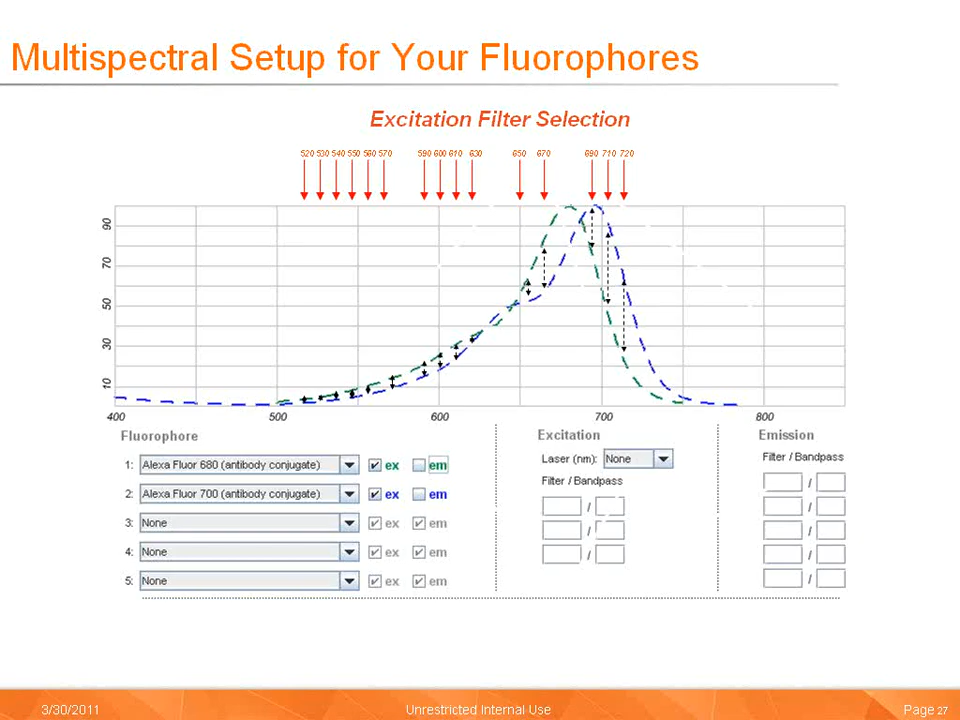 Multispectral Setup for Your Fluorophores
Excitation Filter Selection
520 530 540 550 560 570 590 600 610 630 650 670 690 710 720
90
70
50
30
10
400 500 600 700 800
Fluorophore
1: Alexa Fluor 680 (antibody conjugate) ex em
2: Alexa Fluor 700 (antibody conjugate) ex em
3: None ex em
4: None ex em
5: None ex em
Excitation
Laser (nm): None
Filter / Bandpass
/
/
/
Emission
Filter / Bandpass
/
/
/
/
/
3/30/2011 Unrestricted Internal Use Page 27